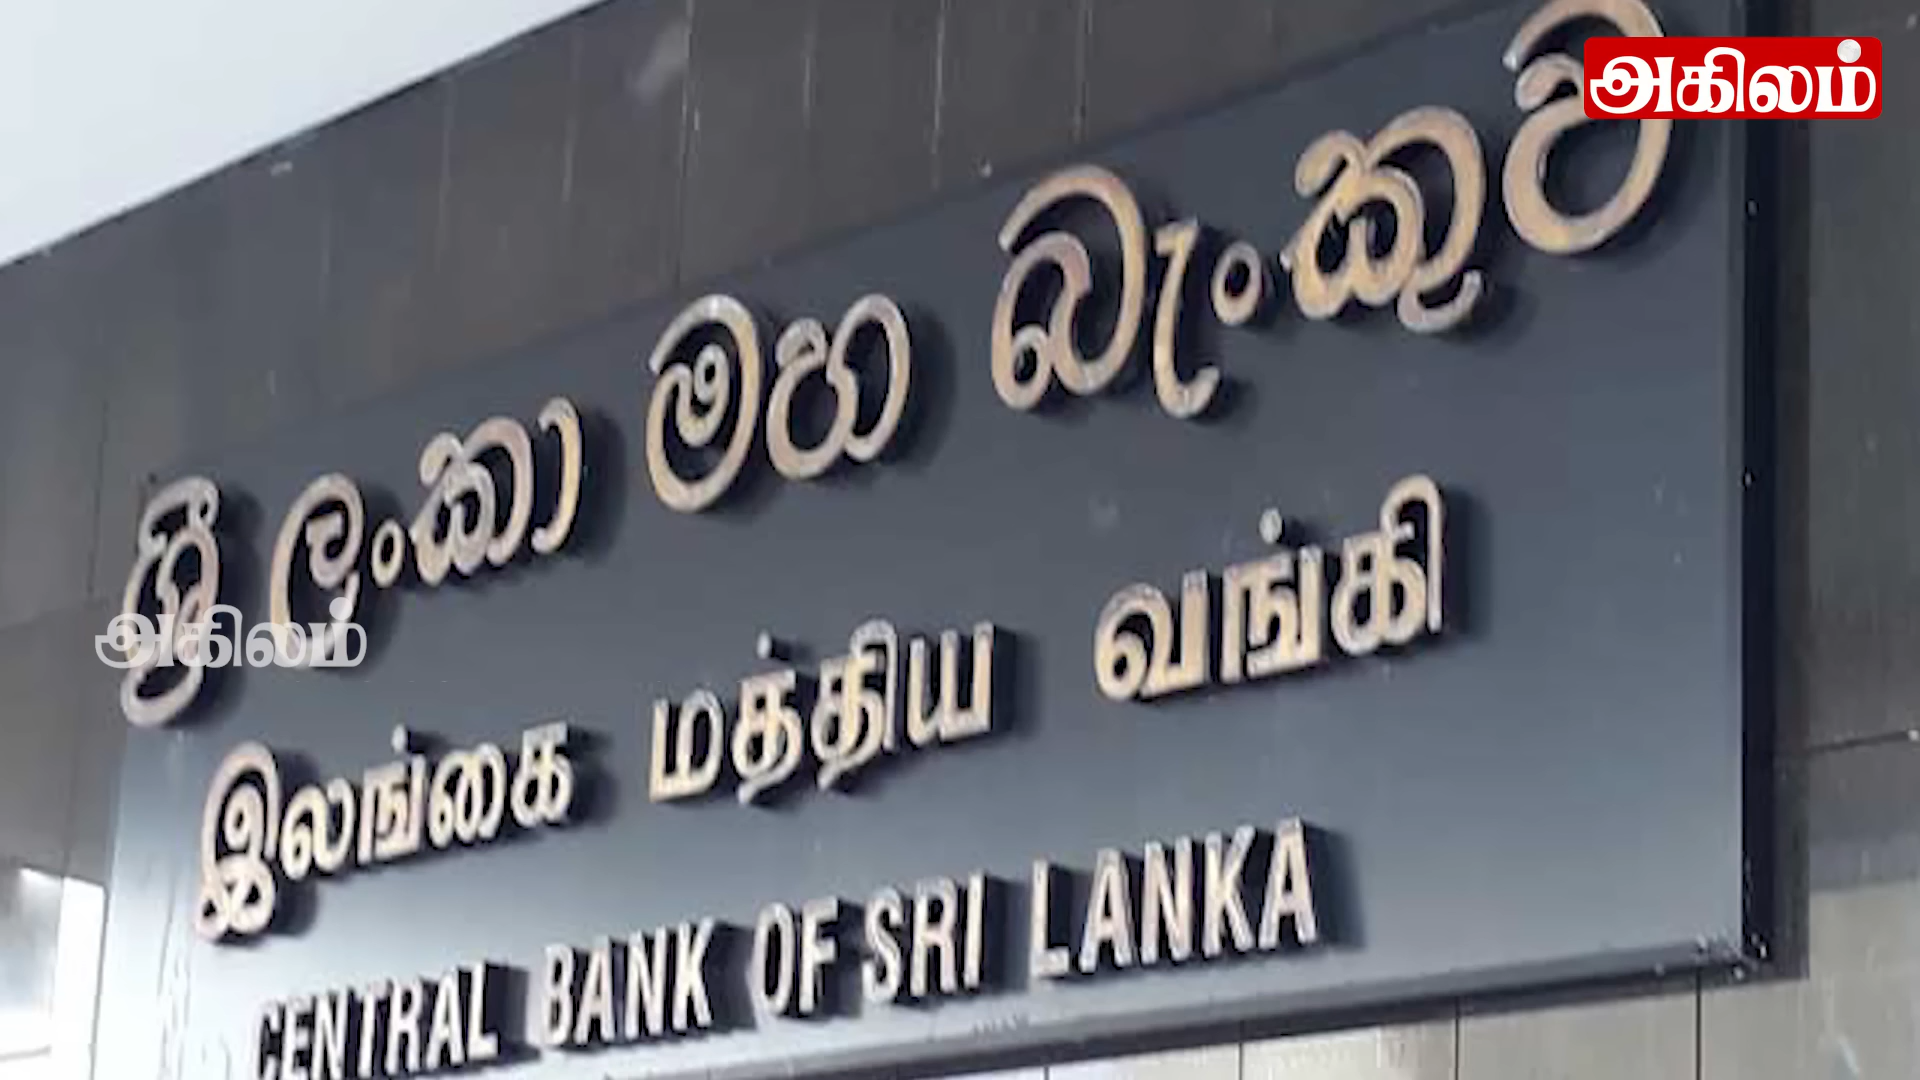 அகிலம்
ශ්‍රී ලංකා මහ බැංකුව
அகிலம்
இலங்கை மத்திய வங்கி
CENTRAL BANK OF SRI LANKA